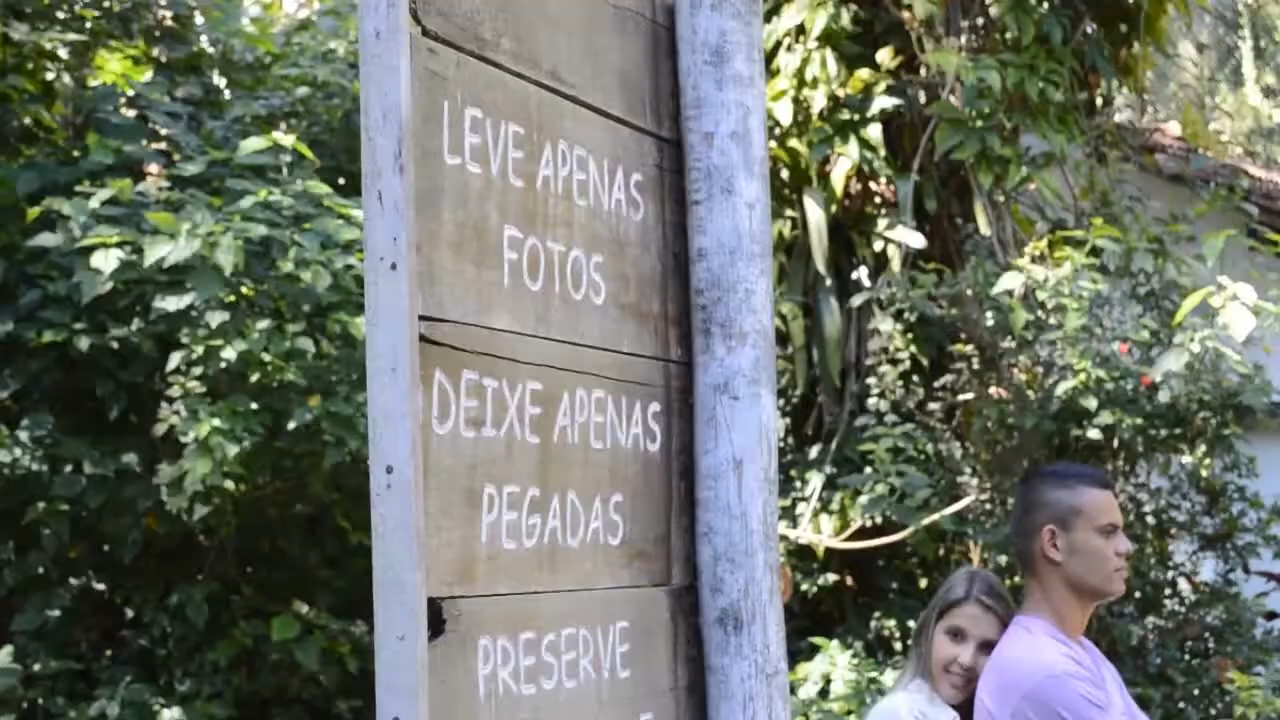 LEVE APENAS
FOTOS
DEIXE APENAS
PEGADAS
PRESERVE